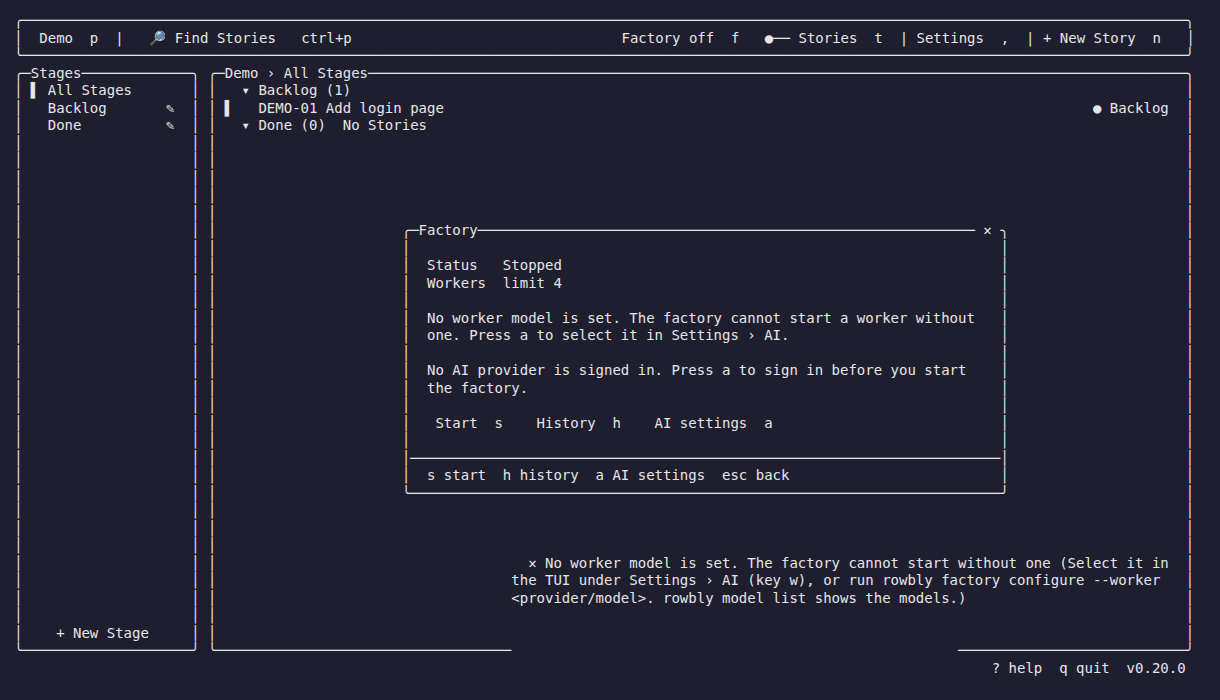 Demo  p  |   🔎 Find Stories   ctrl+p                                Factory off  f   ●── Stories  t  | Settings  ,  | + New Story  n
Stages
Demo › All Stages
All Stages
▾ Backlog (1)
Backlog ✎
DEMO-01 Add login page ● Backlog
Done ✎
▾ Done (0)  No Stories
Factory ×
Status   Stopped
Workers  limit 4
No worker model is set. The factory cannot start a worker without
one. Press a to select it in Settings › AI.
No AI provider is signed in. Press a to sign in before you start
the factory.
Start  s    History  h    AI settings  a
s start  h history  a AI settings  esc back
× No worker model is set. The factory cannot start without one (Select it in
the TUI under Settings › AI (key w), or run rowbly factory configure --worker
<provider/model>. rowbly model list shows the models.)
+ New Stage
? help  q quit  v0.20.0